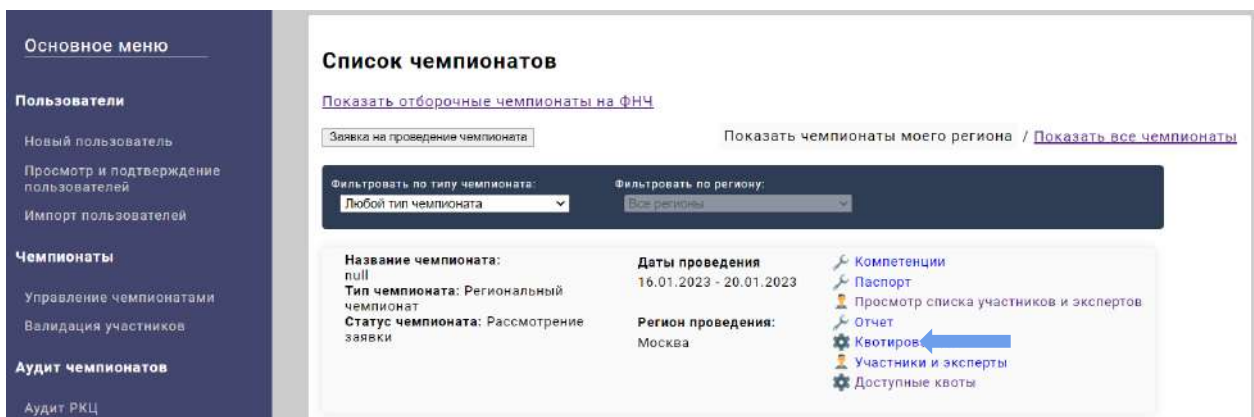 Основное меню
Пользователи
Новый пользователь
Просмотр и подтверждение
пользователей
Импорт пользователей
Чемпионаты
Управление чемпионатами
Валидация участников
Аудит чемпионатов
Аудит РКЦ
Список чемпионатов
Показать отборочные чемпионаты на ФНЧ
Заявка на проведение чемпионата
Показать чемпионаты моего региона / Показать все чемпионаты
Фильтровать по типу чемпионата:
Любой тип чемпионата
Фильтровать по региону:
Все регионы
Название чемпионата:
null
Тип чемпионата: Региональный
чемпионат
Статус чемпионата: Рассмотрение
заявки
Даты проведения
16.01.2023 - 20.01.2023
Регион проведения:
Москва
Компетенции
Паспорт
Просмотр списка участников и экспертов
Отчет
Участники и эксперты
Доступные квоты